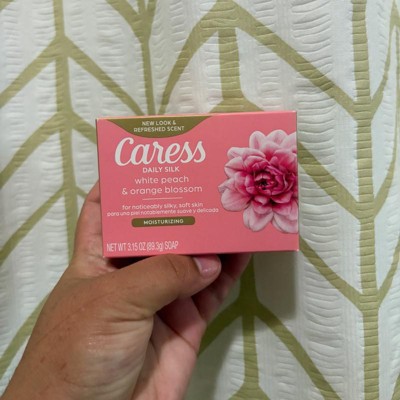 NEW LOOK &
REFRESHED SCENT
Caress
DAILY SILK
white peach
& orange blossom
for noticeably silky, soft skin
para una piel notablemente suave y delicada
MOISTURIZING
NET WT 3.15 OZ (89.3g) SOAP